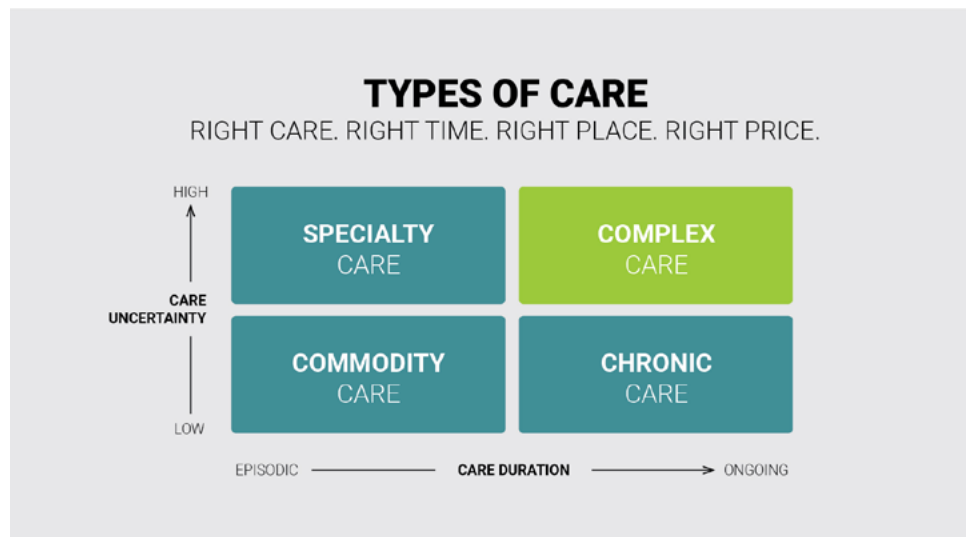 TYPES OF CARE
RIGHT CARE. RIGHT TIME. RIGHT PLACE. RIGHT PRICE.
HIGH
SPECIALTY
CARE
COMPLEX
CARE
CARE
UNCERTAINTY
COMMODITY
CARE
CHRONIC
CARE
LOW
EPISODIC
CARE DURATION
ONGOING